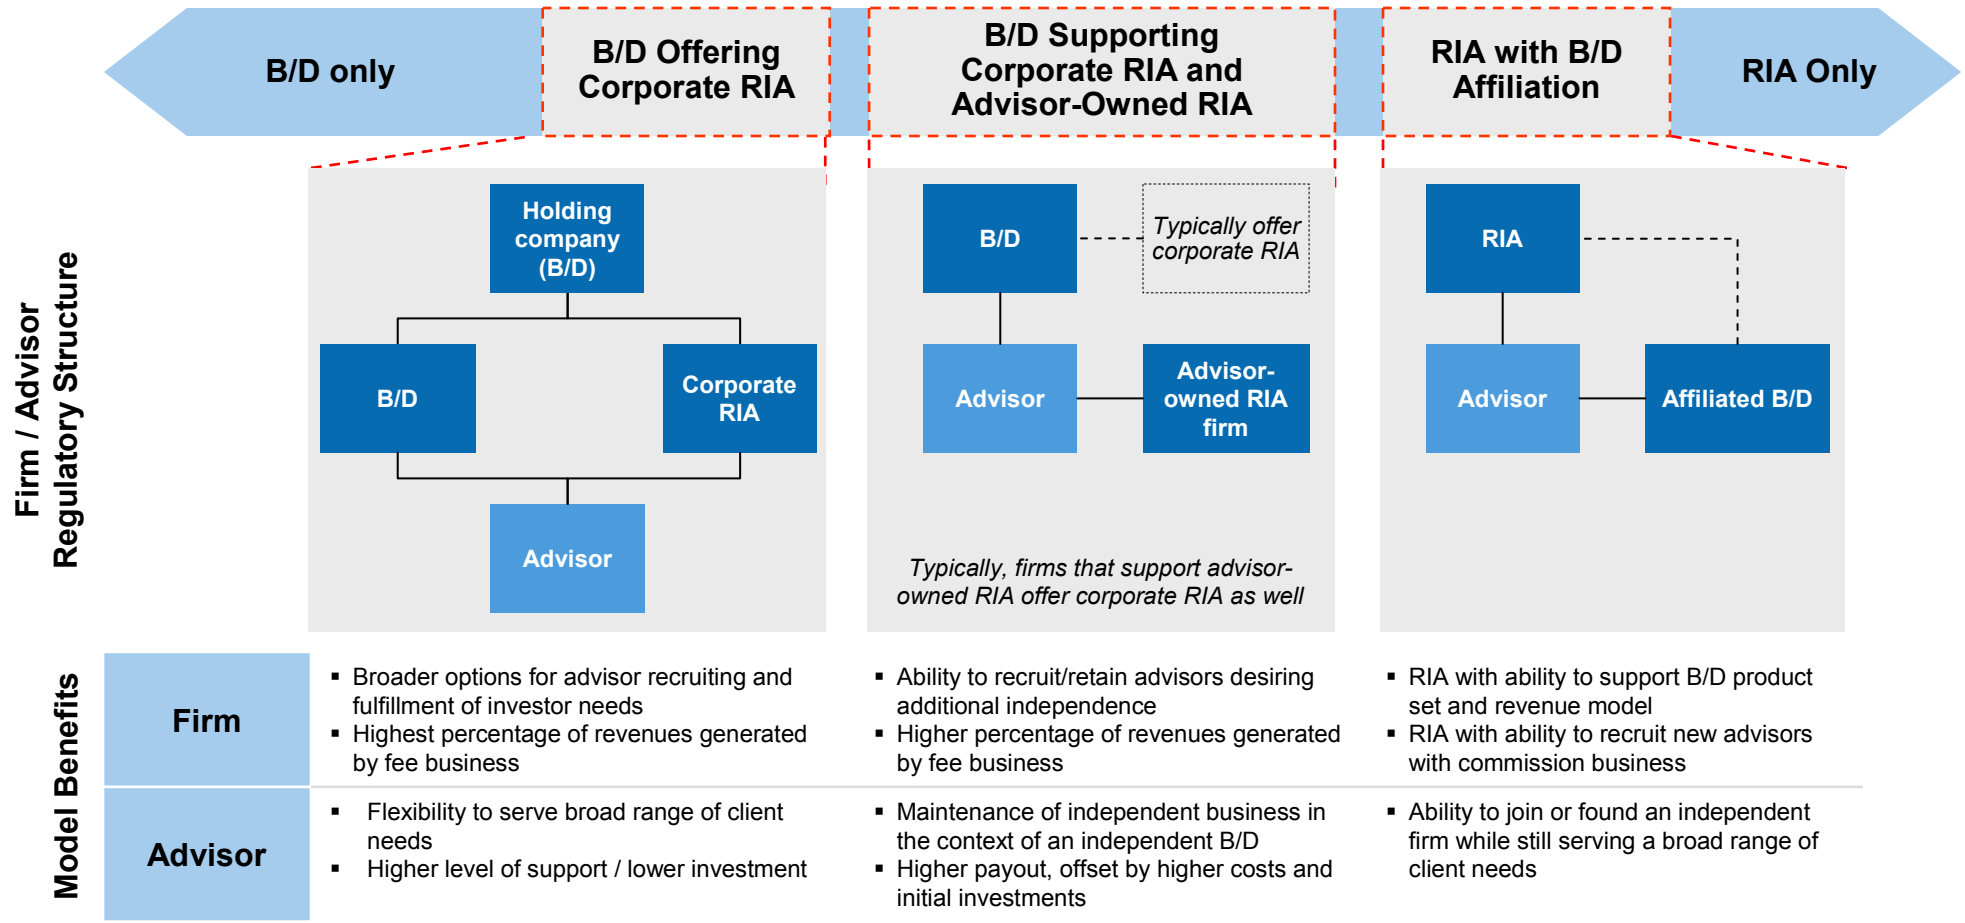 B/D only
B/D Offering
Corporate RIA
B/D Supporting
Corporate RIA and
Advisor-Owned RIA
RIA with B/D
Affiliation
RIA Only
Firm / Advisor
Regulatory Structure
Holding
company
(B/D)
B/D
Corporate
RIA
Advisor
B/D
Typically offer
corporate RIA
Advisor
Advisor-
owned RIA
firm
Typically, firms that support advisor-
owned RIA offer corporate RIA as well
RIA
Advisor
Affiliated B/D
Model Benefits
Firm
▪ Broader options for advisor recruiting and
fulfillment of investor needs
▪ Highest percentage of revenues generated
by fee business
▪ Ability to recruit/retain advisors desiring
additional independence
▪ Higher percentage of revenues generated
by fee business
▪ RIA with ability to support B/D product
set and revenue model
▪ RIA with ability to recruit new advisors
with commission business
Advisor
▪ Flexibility to serve broad range of client
needs
▪ Higher level of support / lower investment
▪ Maintenance of independent business in
the context of an independent B/D
▪ Higher payout, offset by higher costs and
initial investments
▪ Ability to join or found an independent
firm while still serving a broad range of
client needs